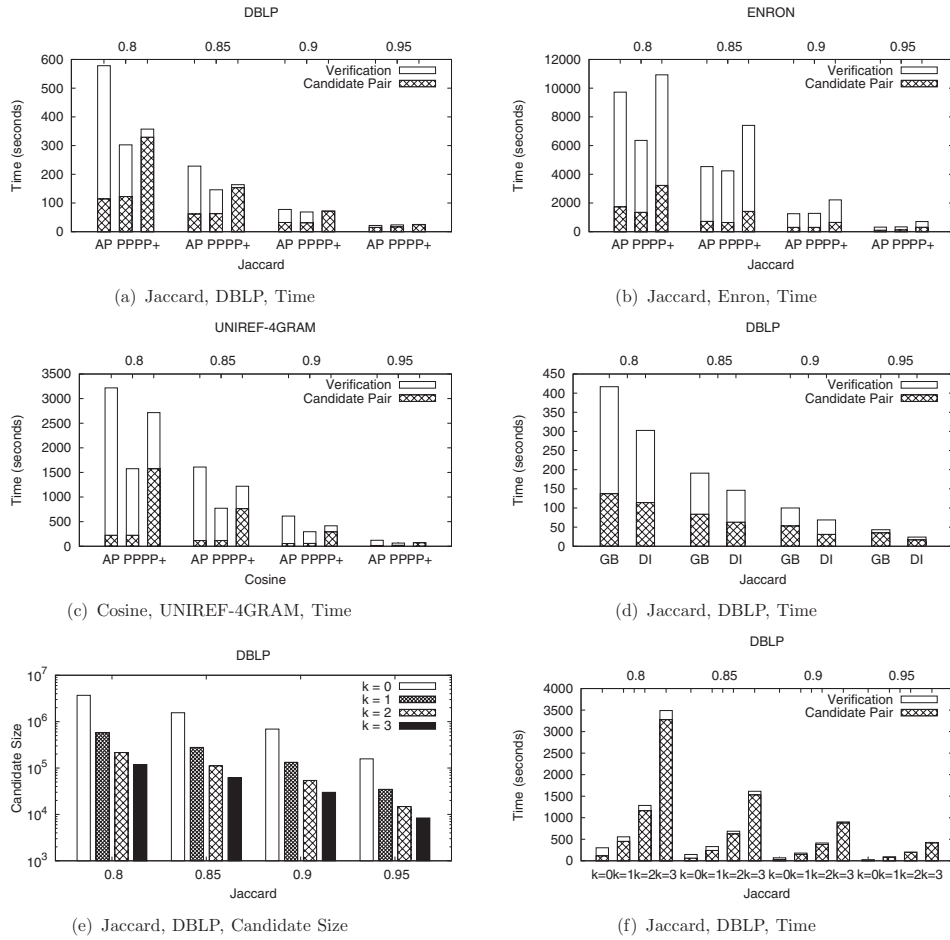 DBLP
0.8 0.85 0.9 0.95
Verification
Candidate Pair
Time (seconds)
600
500
400
300
200
100
0
AP PPPP+ AP PPPP+ AP PPPP+ AP PPPP+
Jaccard
(a) Jaccard, DBLP, Time
ENRON
0.8 0.85 0.9 0.95
Verification
Candidate Pair
Time (seconds)
12000
10000
8000
6000
4000
2000
0
AP PPPP+ AP PPPP+ AP PPPP+ AP PPPP+
Jaccard
(b) Jaccard, Enron, Time
UNIREF-4GRAM
0.8 0.85 0.9 0.95
Verification
Candidate Pair
Time (seconds)
3500
3000
2500
2000
1500
1000
500
0
AP PPPP+ AP PPPP+ AP PPPP+ AP PPPP+
Cosine
(c) Cosine, UNIREF-4GRAM, Time
DBLP
0.8 0.85 0.9 0.95
Verification
Candidate Pair
Time (seconds)
450
400
350
300
250
200
150
100
50
0
GB DI GB DI GB DI GB DI
Jaccard
(d) Jaccard, DBLP, Time
DBLP
k = 0
k = 1
k = 2
k = 3
Candidate Size
10^7
10^6
10^5
10^4
10^3
0.8 0.85 0.9 0.95
Jaccard
(e) Jaccard, DBLP, Candidate Size
DBLP
0.8 0.85 0.9 0.95
Verification
Candidate Pair
Time (seconds)
4000
3500
3000
2500
2000
1500
1000
500
0
k=0k=1k=2k=3 k=0k=1k=2k=3 k=0k=1k=2k=3 k=0k=1k=2k=3
Jaccard
(f) Jaccard, DBLP, Time